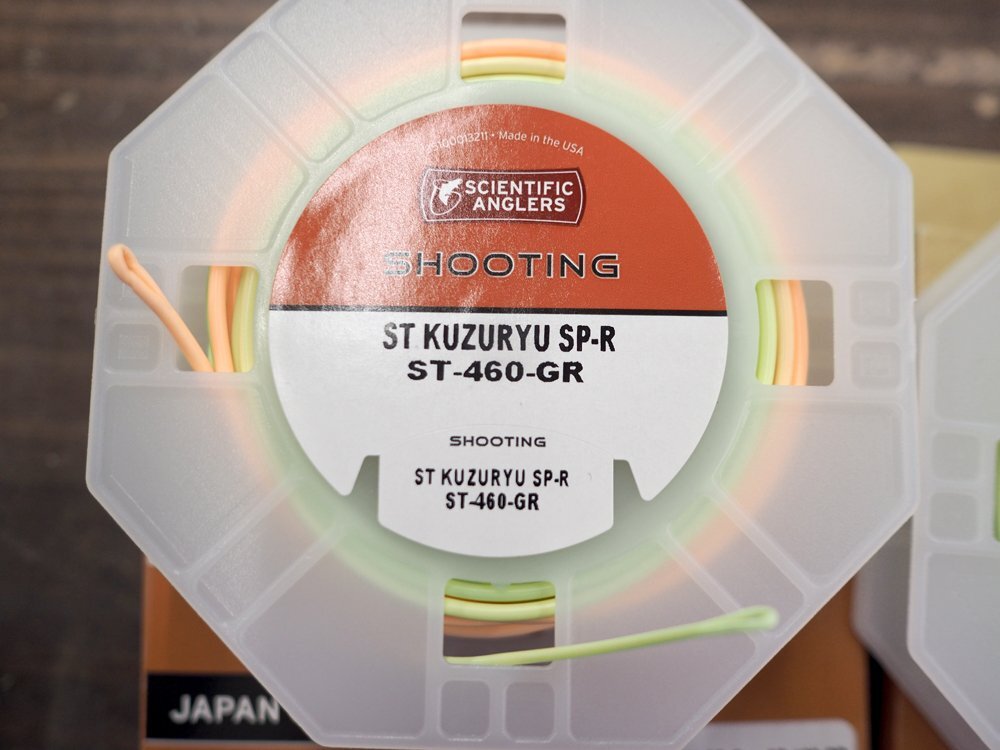 100013211 • Made in the USA
SCIENTIFIC
ANGLERS
SHOOTING
ST KUZURYU SP-R
ST-460-GR
SHOOTING
ST KUZURYU SP-R
ST-460-GR
JAPAN